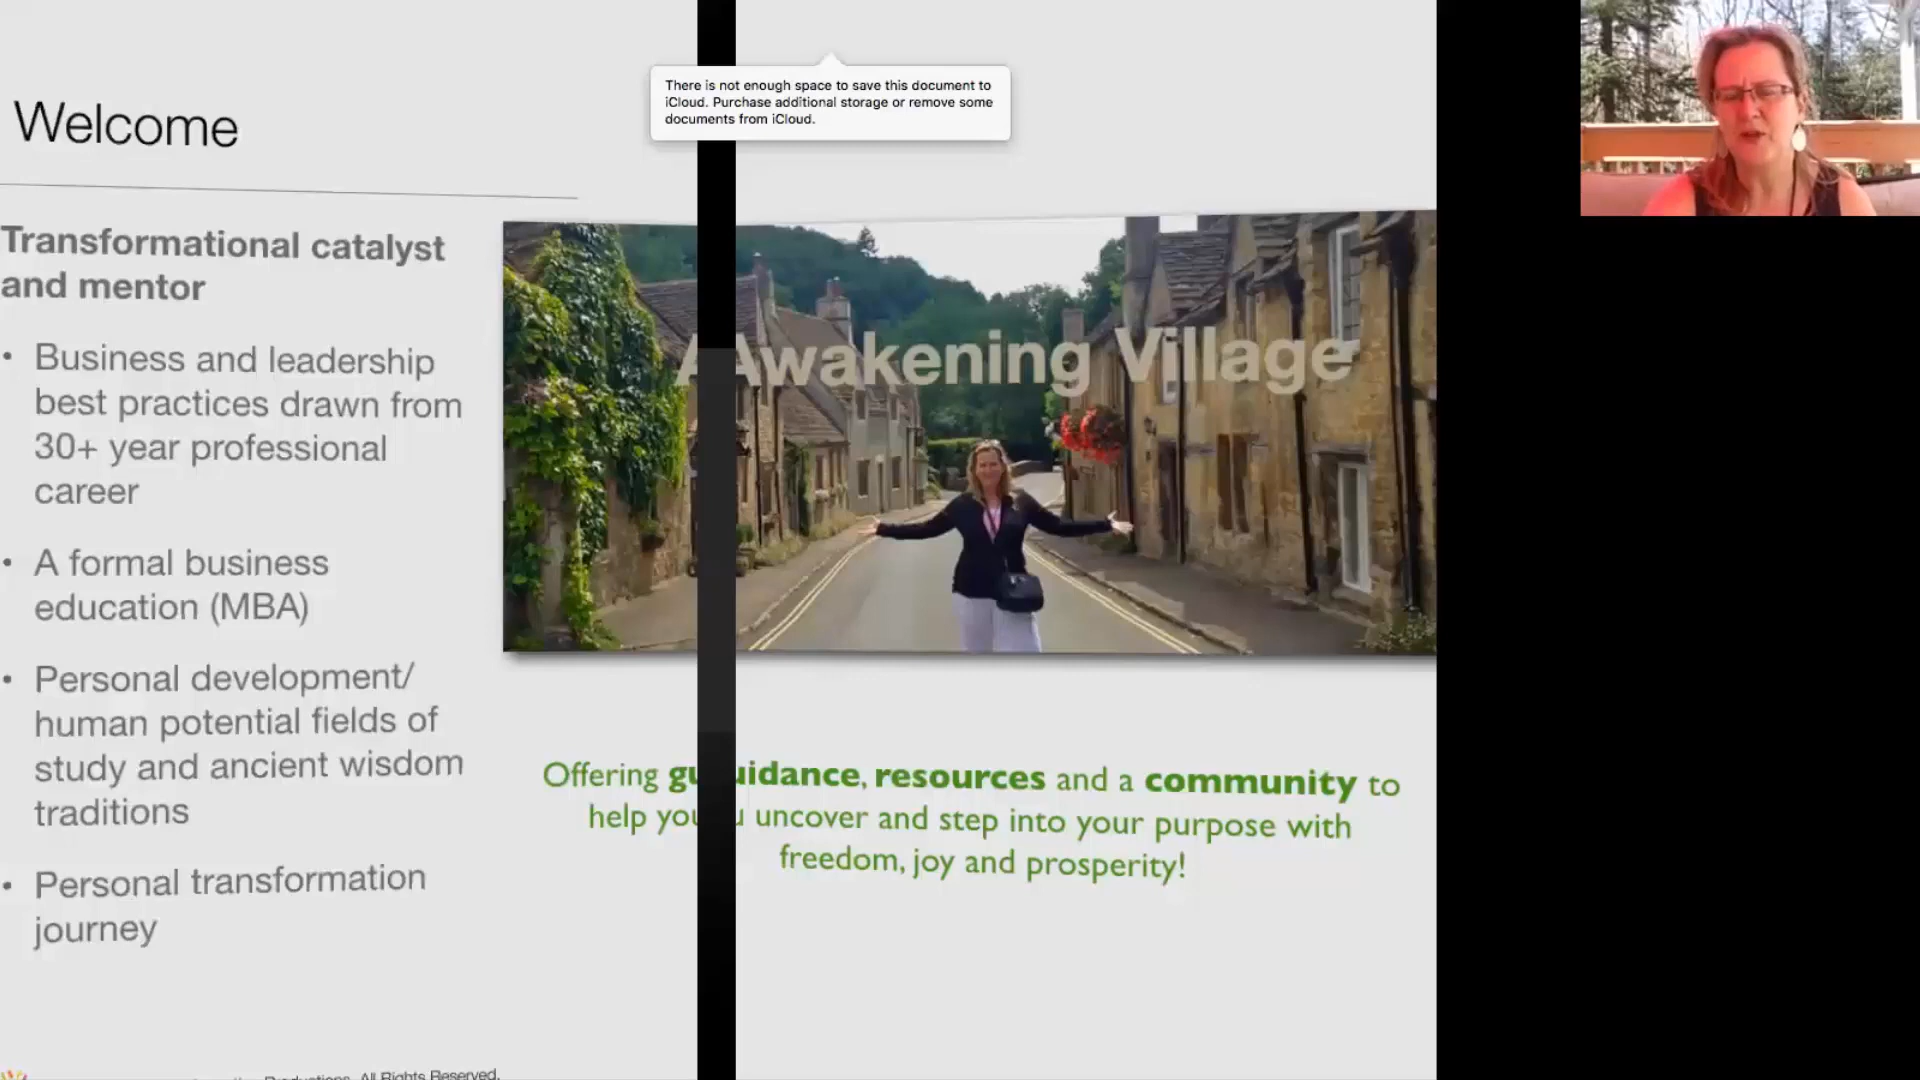 There is not enough space to save this document to
iCloud. Purchase additional storage or remove some
documents from iCloud.
Welcome
Transformational catalyst
and mentor
• Business and leadership
best practices drawn from
30+ year professional
career
• A formal business
education (MBA)
• Personal development/
human potential fields of
study and ancient wisdom
traditions
• Personal transformation
journey
Awakening Village
Offering guidance, resources and a community to
help you uncover and step into your purpose with
freedom, joy and prosperity!
Productions. All Rights Reserved.